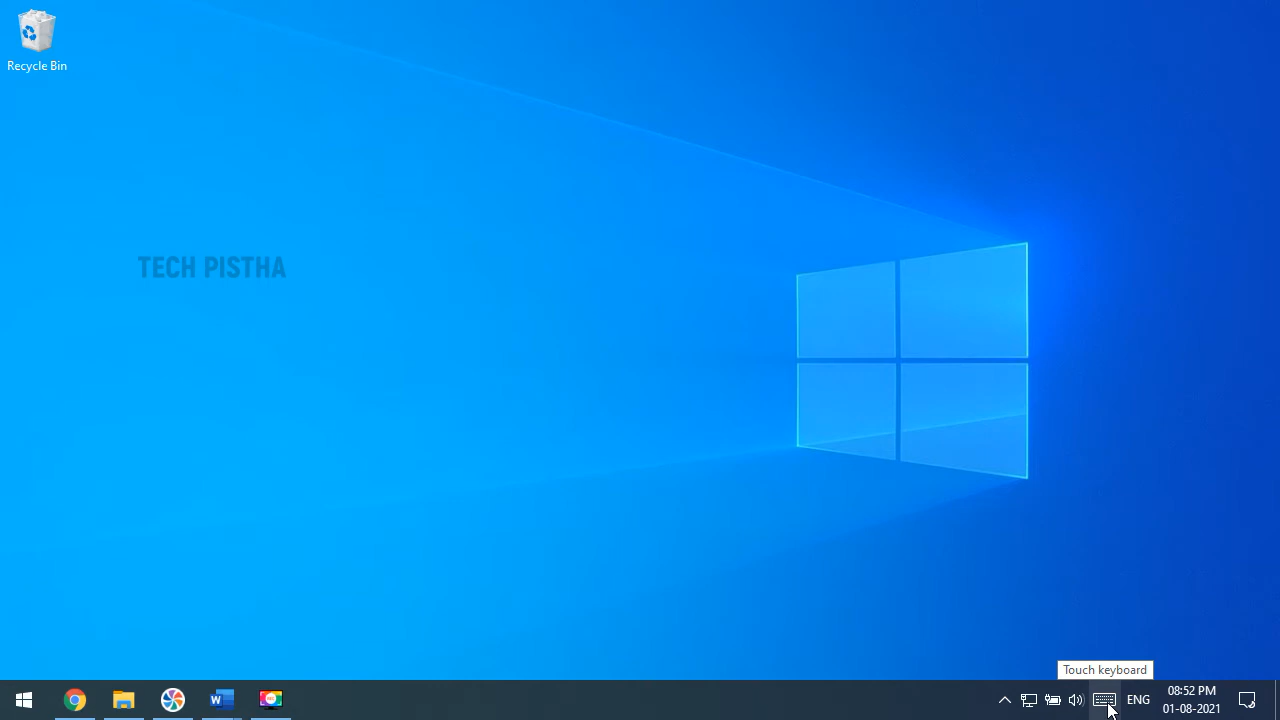 Recycle Bin
TECH PISTHA
Touch keyboard
W
ENG
08:52 PM
01-08-2021